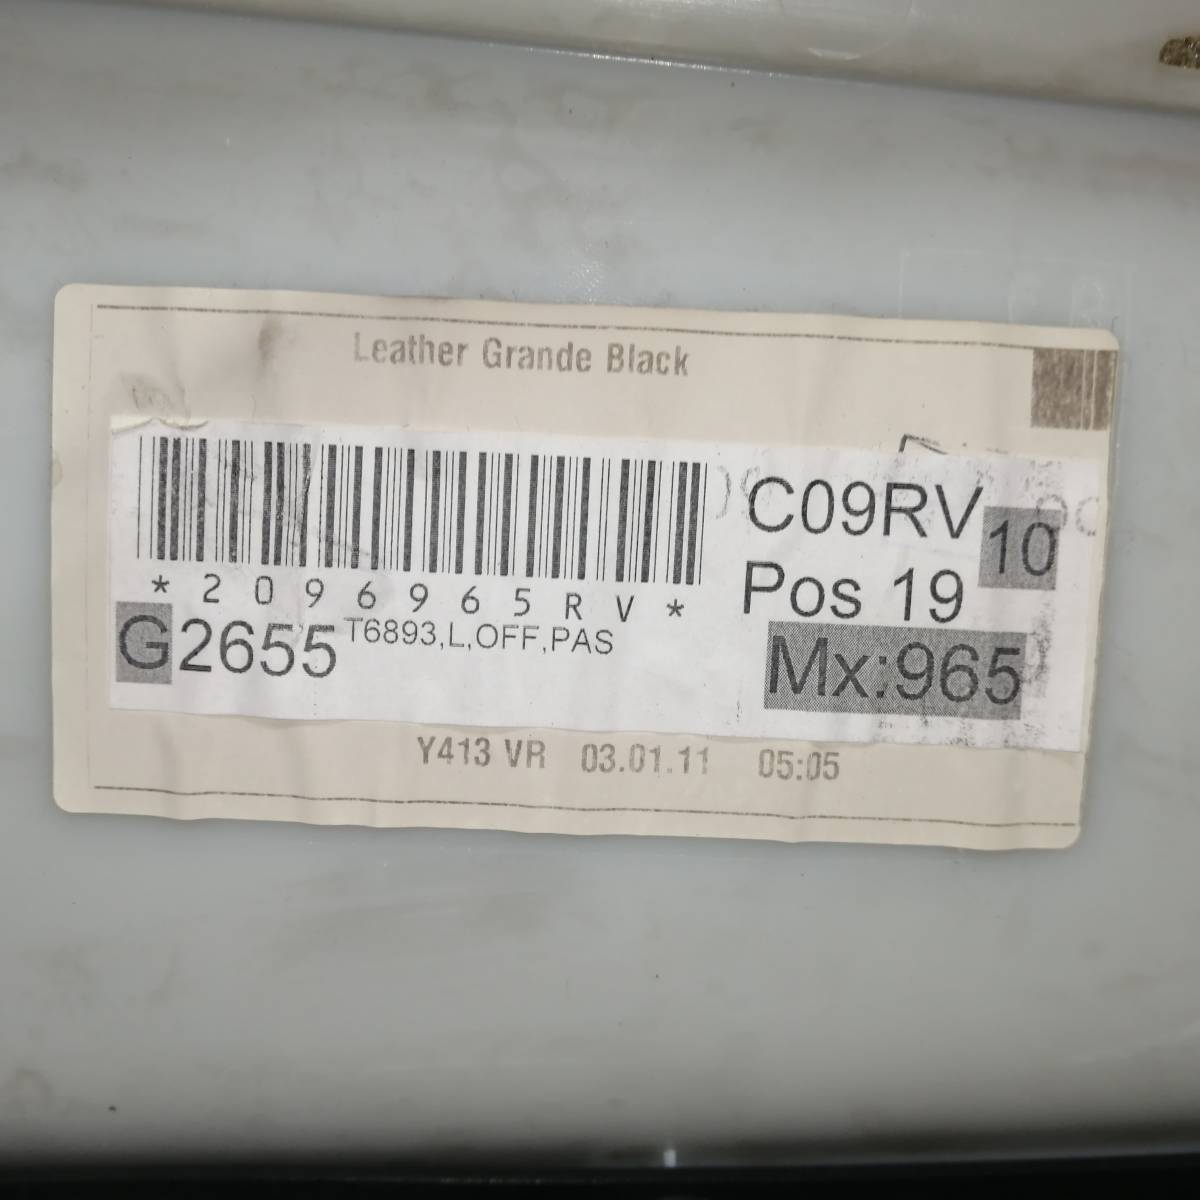 Leather Grande Black
*2096965RV*
C09RV 10
Pos 19
G2655 T6893,L,OFF,PAS
Mx:965
Y413 VR 03.01.11 05:05